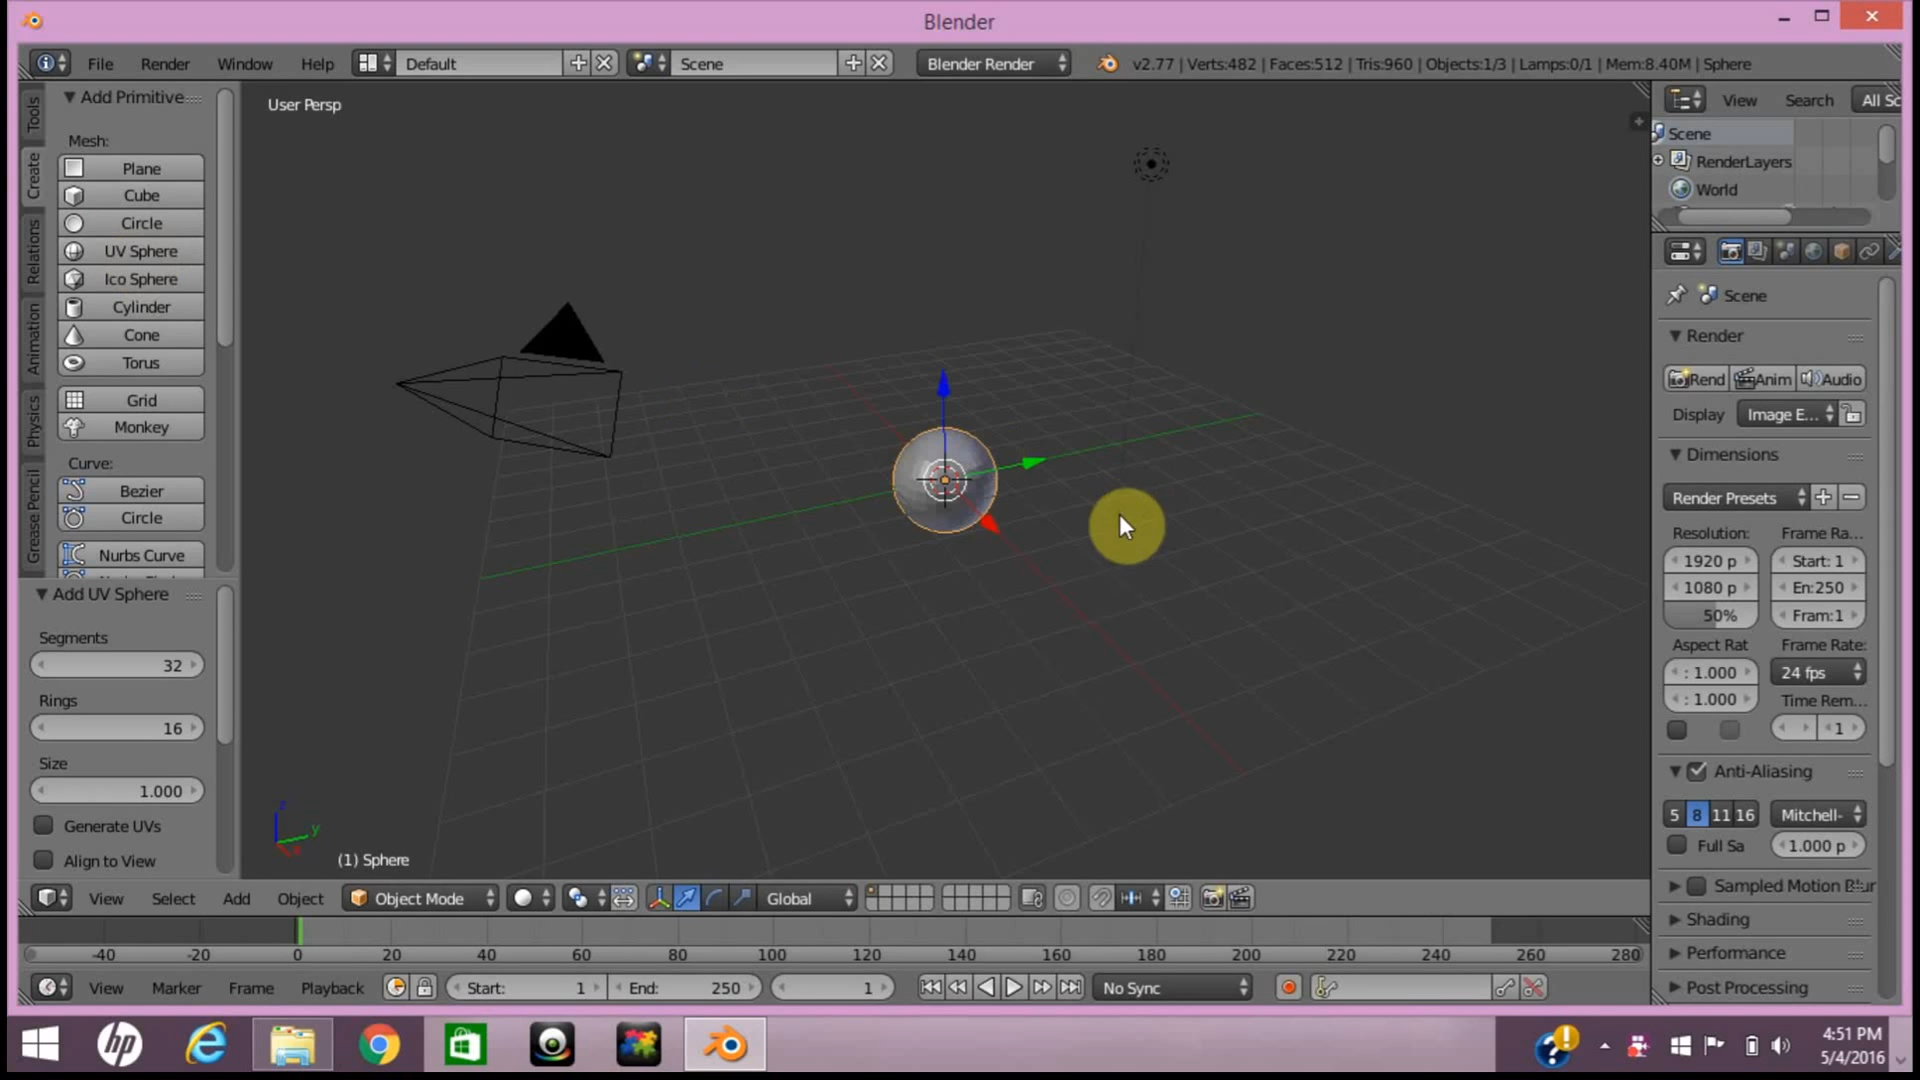 Blender
File Render Window Help Default Scene Blender Render v2.77 | Verts:482 | Faces:512 | Tris:960 | Objects:1/3 | Lamps:0/1 | Mem:8.40M | Sphere
Add Primitive
Mesh:
Plane
Cube
Circle
UV Sphere
Ico Sphere
Cylinder
Cone
Torus
Grid
Monkey
Curve:
Bezier
Circle
Nurbs Curve
Tools
Create
Relations
Animation
Physics
Grease Pencil
Add UV Sphere
Segments
32
Rings
16
Size
1.000
Generate UVs
Align to View
User Persp
z
y
(1) Sphere
View Search All Sc
Scene
RenderLayers
World
Scene
Render
Rend Anim Audio
Display Image E...
Dimensions
Render Presets
Resolution: Frame Ra...
1920 p Start: 1
1080 p En:250
50% Fram:1
Aspect Rat Frame Rate:
: 1.000 24 fps
: 1.000 Time Rem...
1
Anti-Aliasing
5 8 11 16 Mitchell-
Full Sa 1.000 p
Sampled Motion Blur
Shading
Performance
Post Processing
View Select Add Object Object Mode Global
-40 -20 0 20 40 60 80 100 120 140 160 180 200 220 240 260 280
View Marker Frame Playback Start: 1 End: 250 1 No Sync
hp
4:51 PM
5/4/2016